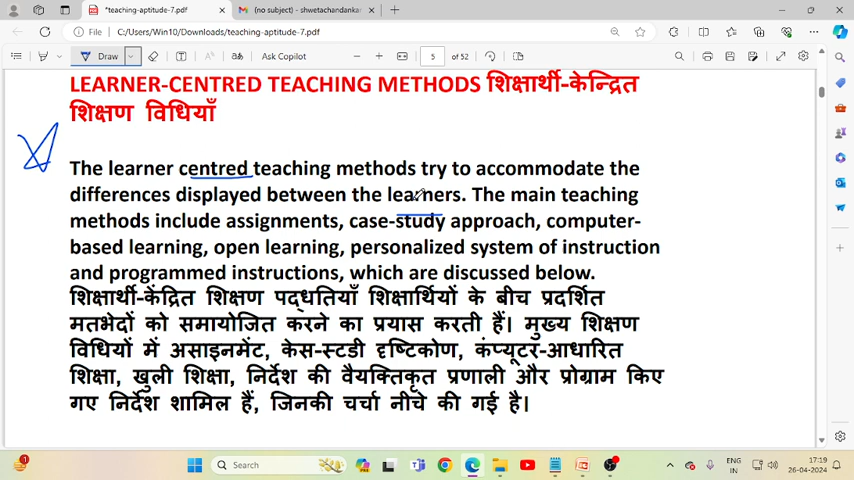 *teaching-aptitude-7.pdf
(no subject) - shwetachandankar
File
C:/Users/Win10/Downloads/teaching-aptitude-7.pdf
Draw
Ask Copilot
5 of 52
LEARNER-CENTRED TEACHING METHODS शिक्षार्थी-केन्द्रित
शिक्षण विधियाँ
The learner centred teaching methods try to accommodate the
differences displayed between the learners. The main teaching
methods include assignments, case-study approach, computer-
based learning, open learning, personalized system of instruction
and programmed instructions, which are discussed below.
शिक्षार्थी-केंद्रित शिक्षण पद्धतियाँ शिक्षार्थियों के बीच प्रदर्शित
मतभेदों को समायोजित करने का प्रयास करती हैं। मुख्य शिक्षण
विधियों में असाइनमेंट, केस-स्टडी दृष्टिकोण, कंप्यूटर-आधारित
शिक्षा, खुली शिक्षा, निर्देश की वैयक्तिकृत प्रणाली और प्रोग्राम किए
गए निर्देश शामिल हैं, जिनकी चर्चा नीचे की गई है।
Search
ENG
IN
17:19
26-04-2024